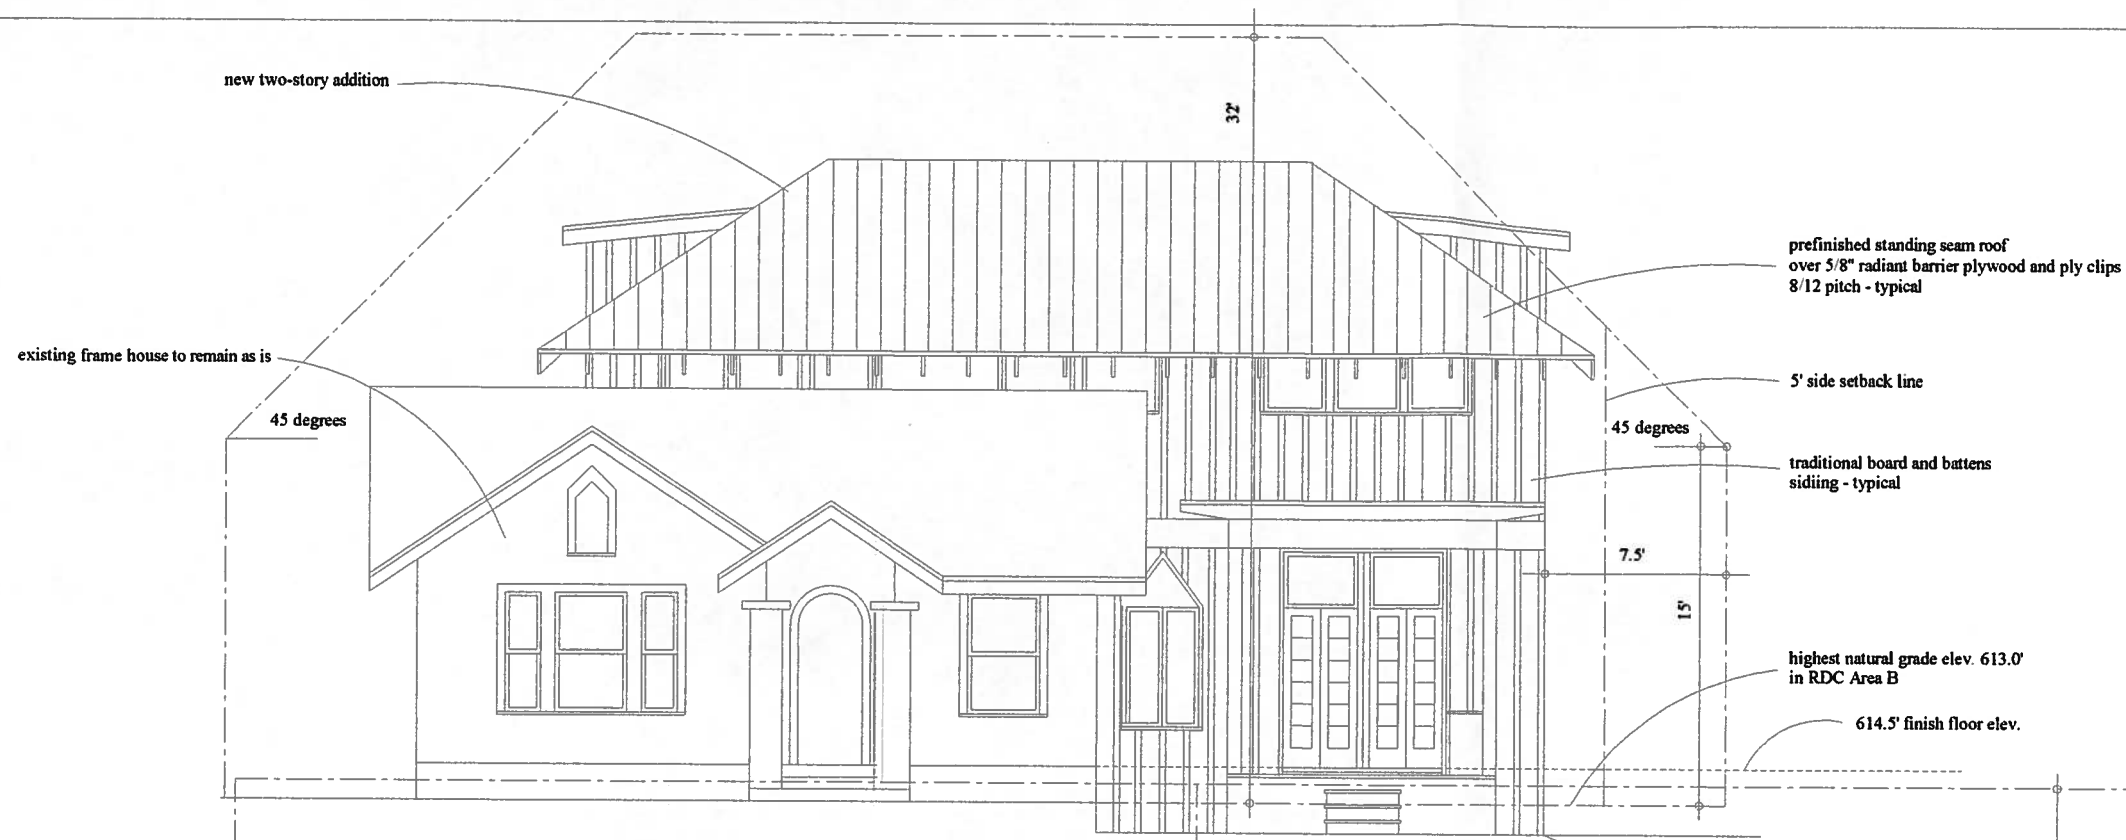 new two-story addition
32'
prefinished standing seam roof
over 5/8" radiant barrier plywood and ply clips
8/12 pitch - typical
existing frame house to remain as is
5' side setback line
45 degrees
45 degrees
traditional board and battens
sidiing - typical
7.5'
15'
highest natural grade elev. 613.0'
in RDC Area B
614.5' finish floor elev.